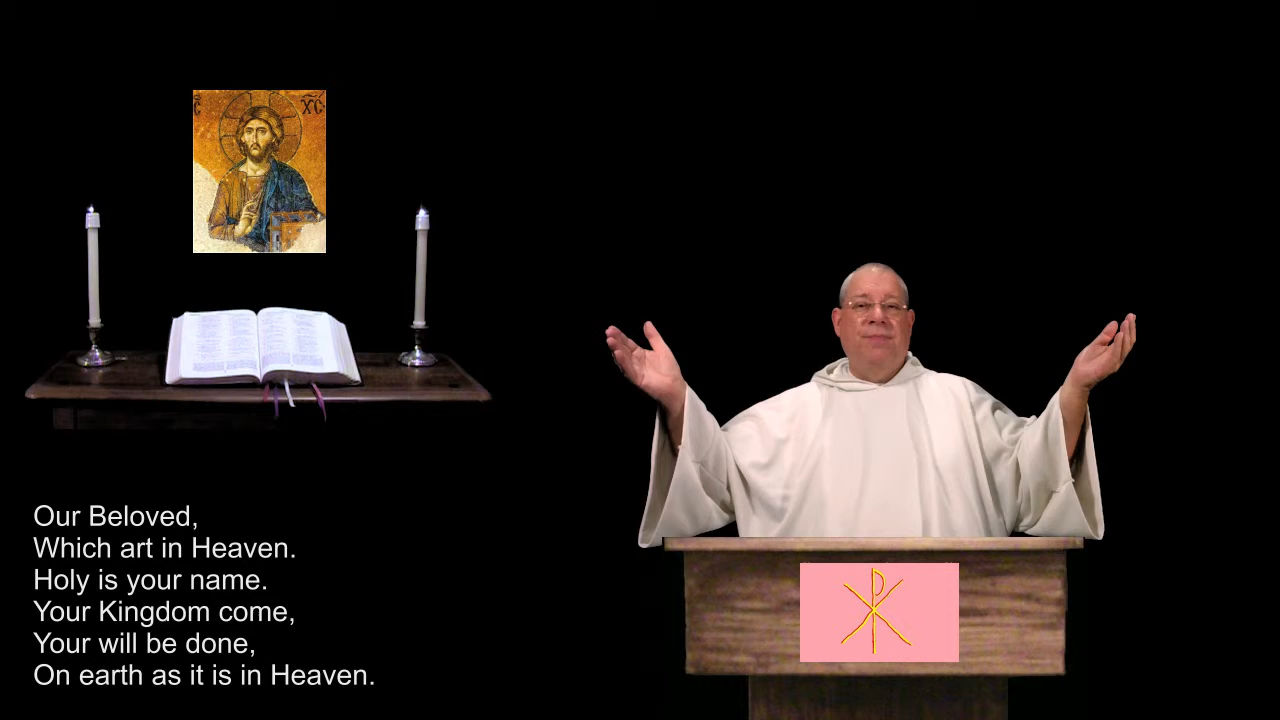 C
XC
Our Beloved,
Which art in Heaven.
Holy is your name.
Your Kingdom come,
Your will be done,
On earth as it is in Heaven.